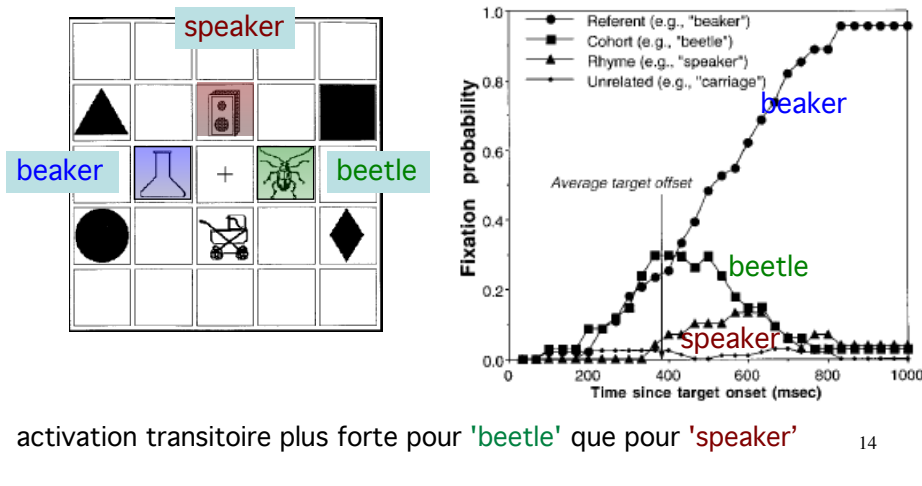 speaker
beaker
+
beetle
Fixation probability
1.0
0.8
0.6
0.4
0.2
0.0
Referent (e.g., "beaker")
Cohort (e.g., "beetle")
Rhyme (e.g., "speaker")
Unrelated (e.g., "carriage")
beaker
Average target offset
beetle
speaker
0 200 400 600 800 1000
Time since target onset (msec)
activation transitoire plus forte pour 'beetle' que pour 'speaker’
14